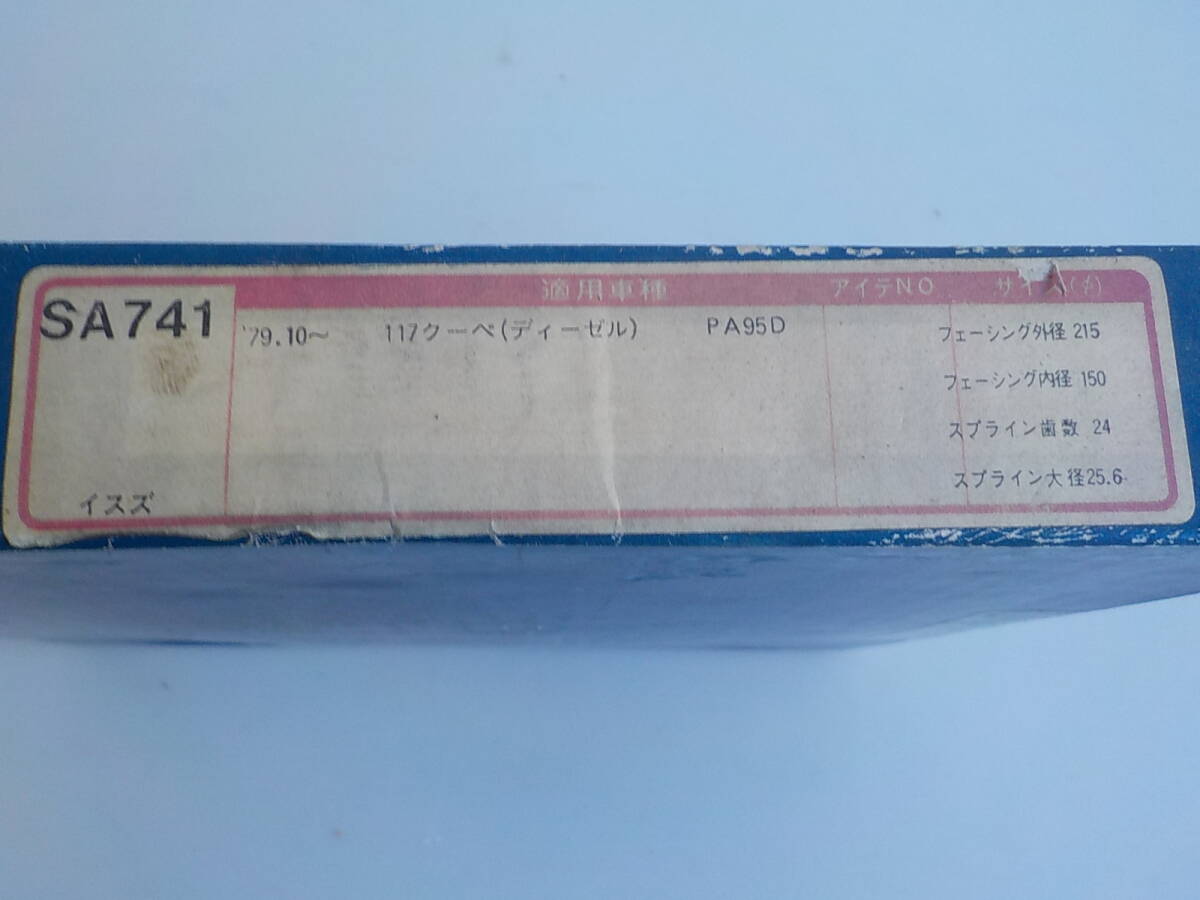 SA741
イスズ
適用車種 アイテNO サイズ(φ)
'79.10〜 117クーペ(ディーゼル) PA95D
フェーシング外径 215
フェーシング内径 150
スプライン歯数 24
スプライン大径25.6